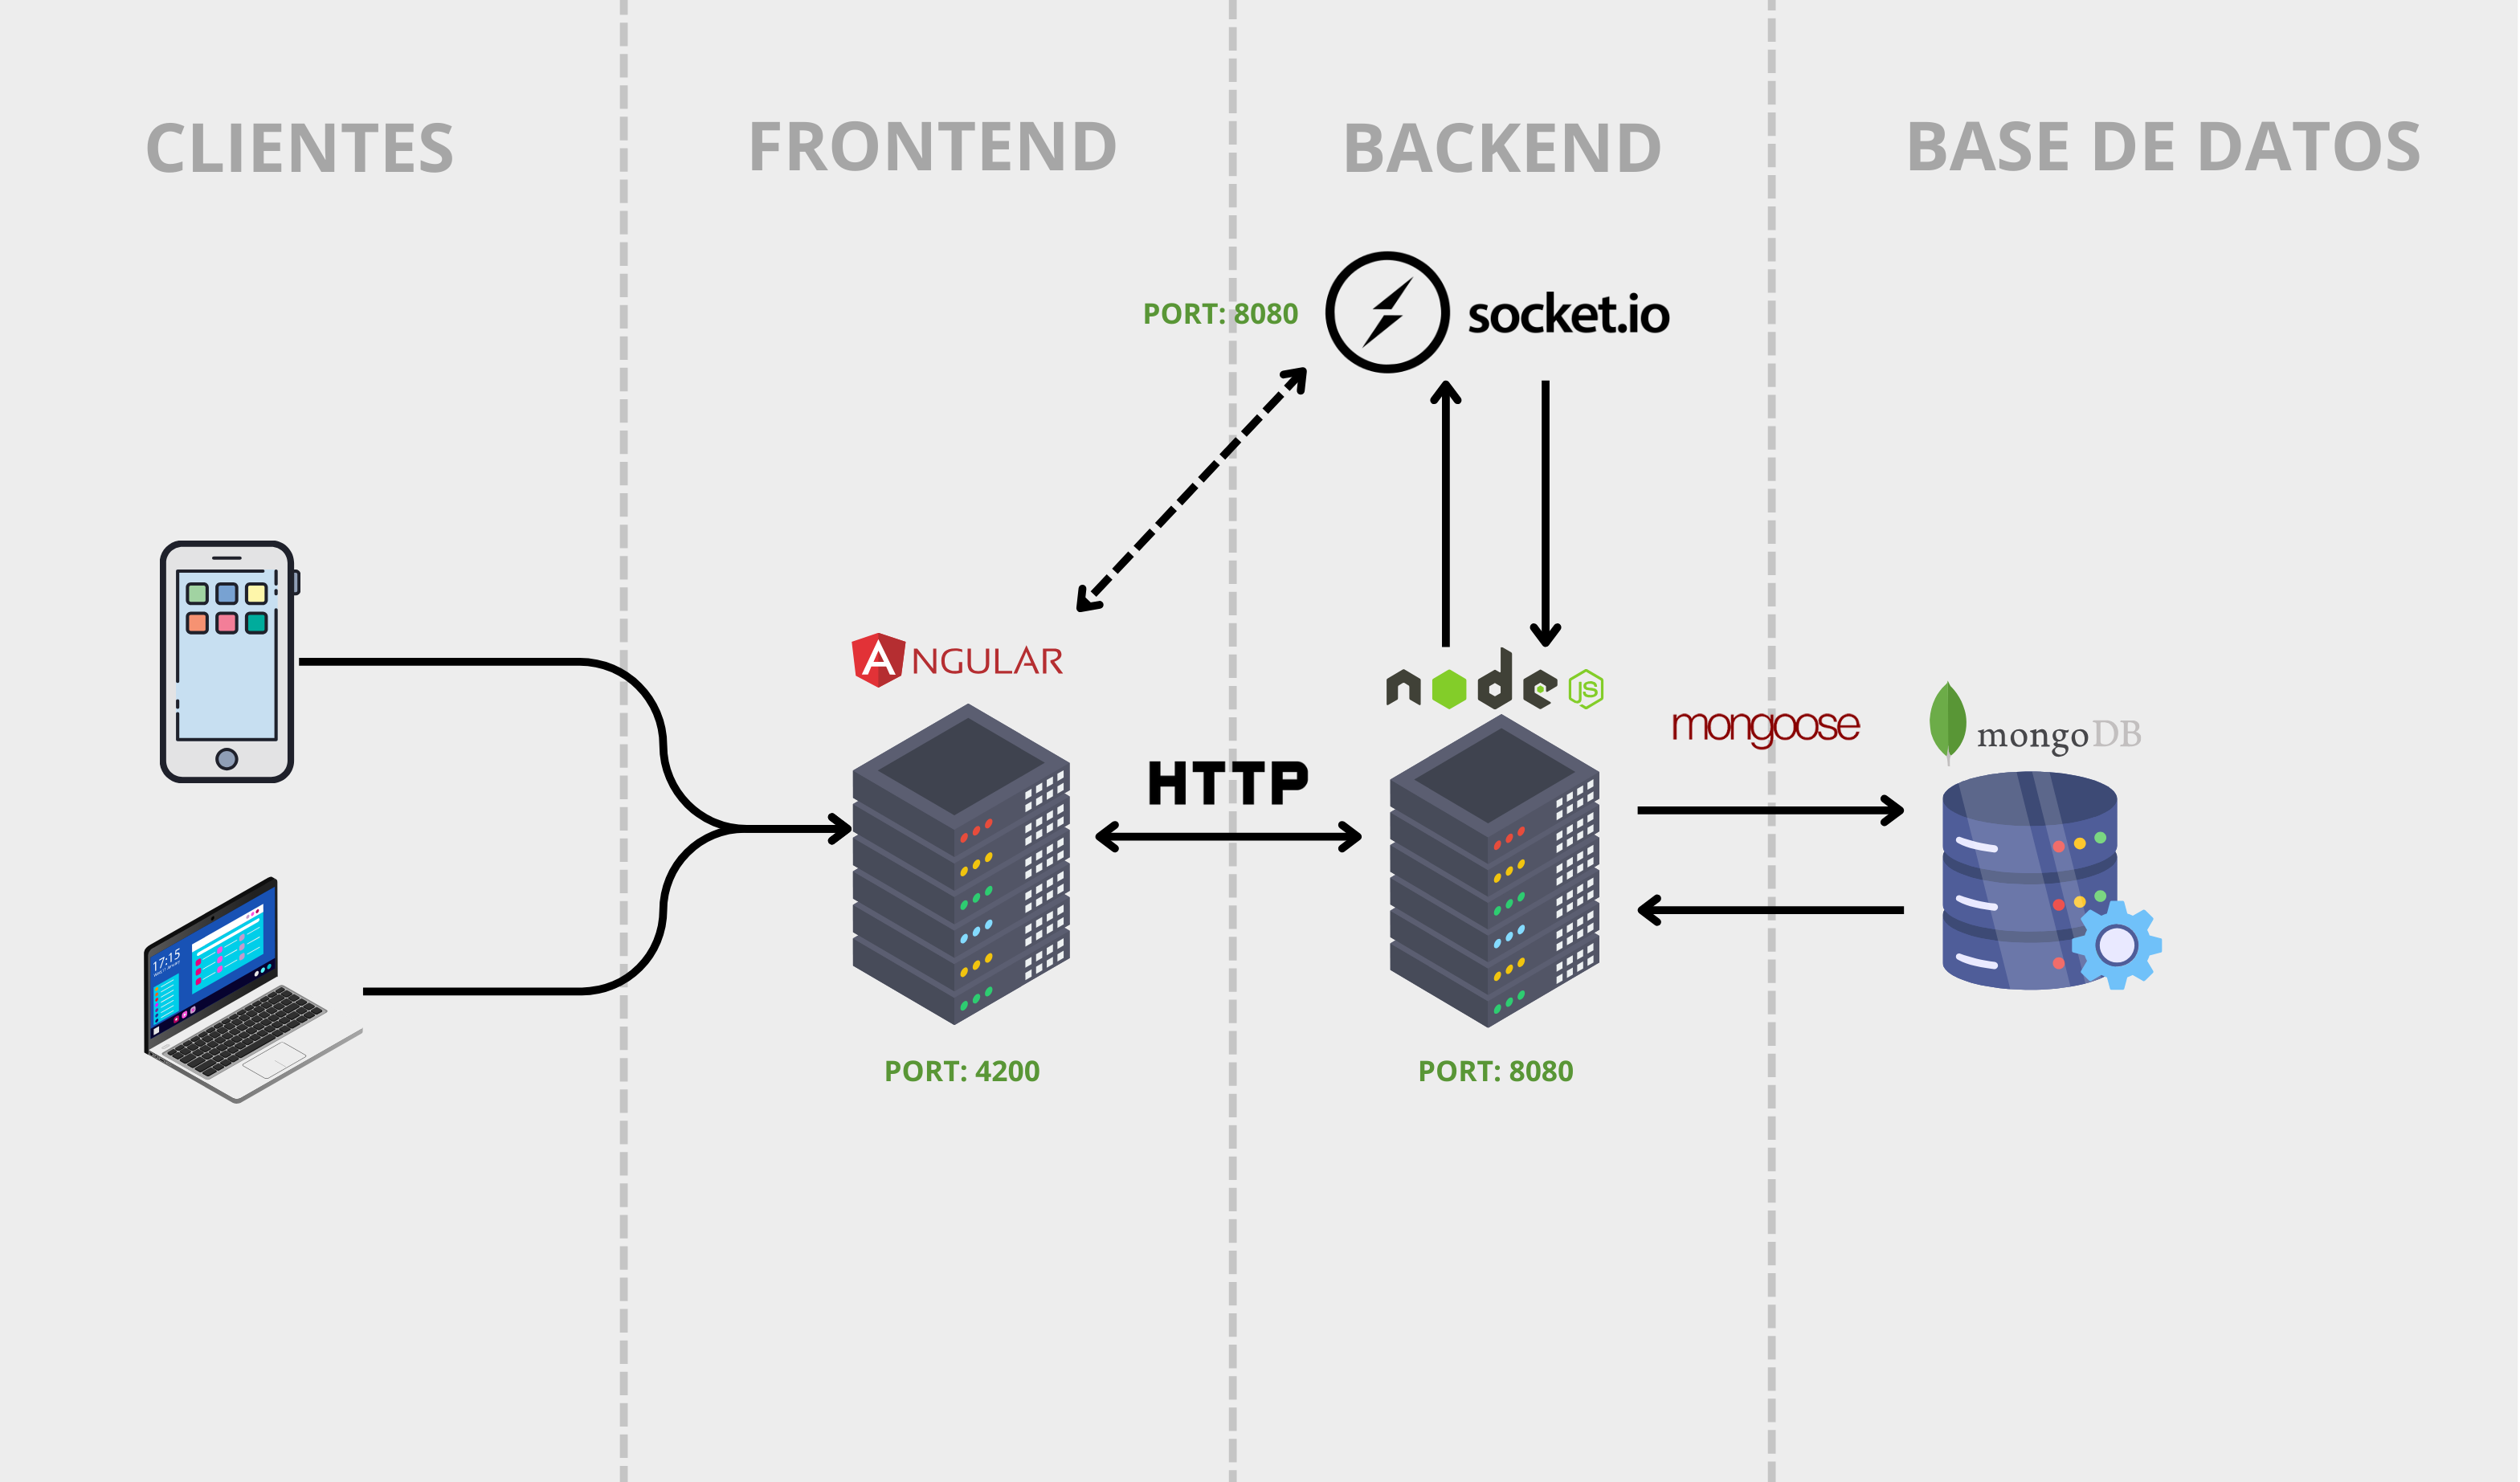 CLIENTES
FRONTEND
BACKEND
BASE DE DATOS
PORT: 8080
socket.io
ANGULAR
node
JS
mongoose
mongoDB
HTTP
17:15
PORT: 4200
PORT: 8080